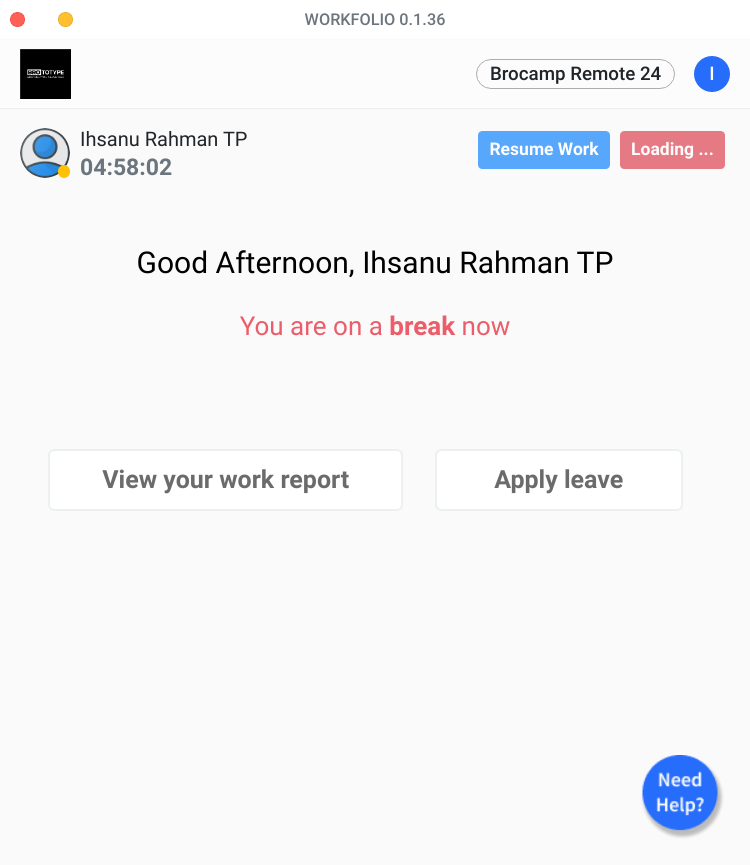 WORKFOLIO 0.1.36
BROTOTYPE
Brocamp Remote 24
I
Ihsanu Rahman TP
04:58:02
Resume Work
Loading ...
Good Afternoon, Ihsanu Rahman TP
You are on a break now
View your work report
Apply leave
Need
Help?